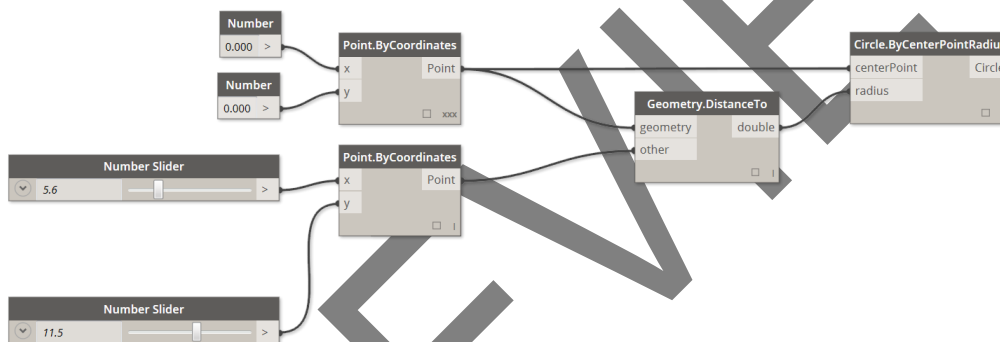 Number
0.000 >
Number
0.000 >
Point.ByCoordinates
x Point
y
xxx
Circle.ByCenterPointRadiu
centerPoint Circle
radius
Geometry.DistanceTo
geometry double
other
Number Slider
5.6 >
Point.ByCoordinates
x Point
y
Number Slider
11.5 >